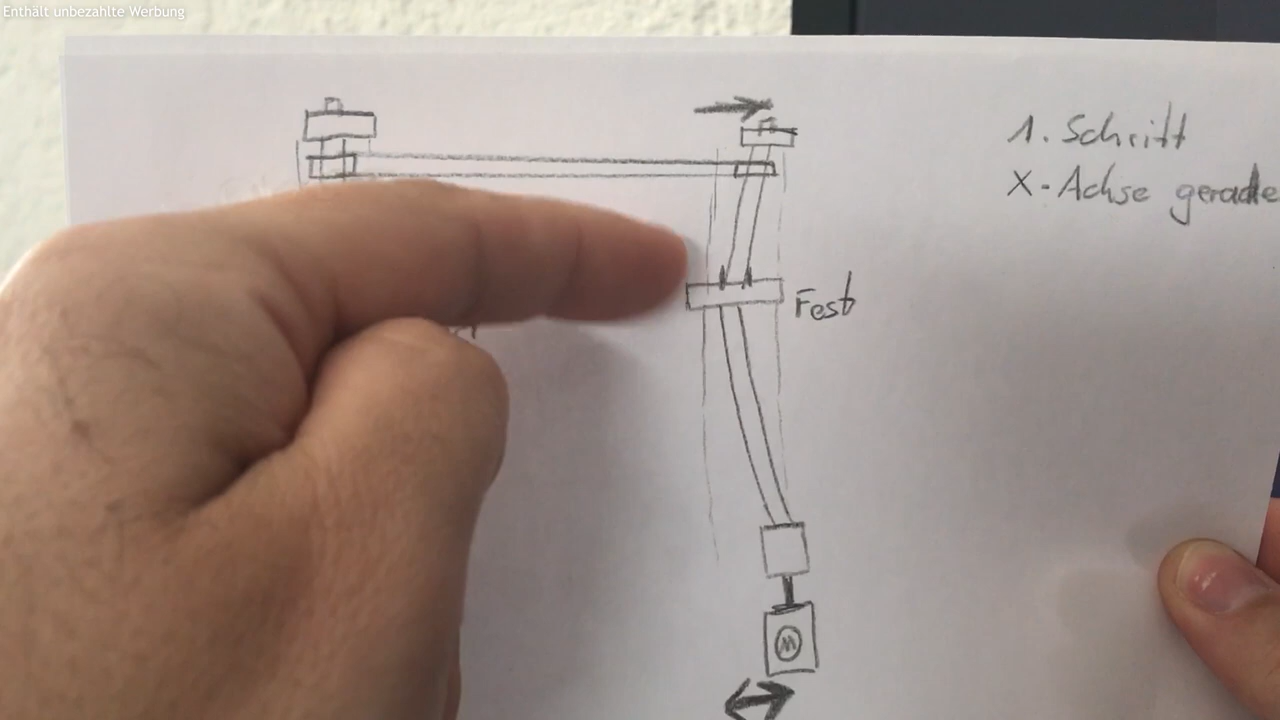 Enthält unbezahlte Werbung
1. Schritt
X-Achse gerade
Fest
M